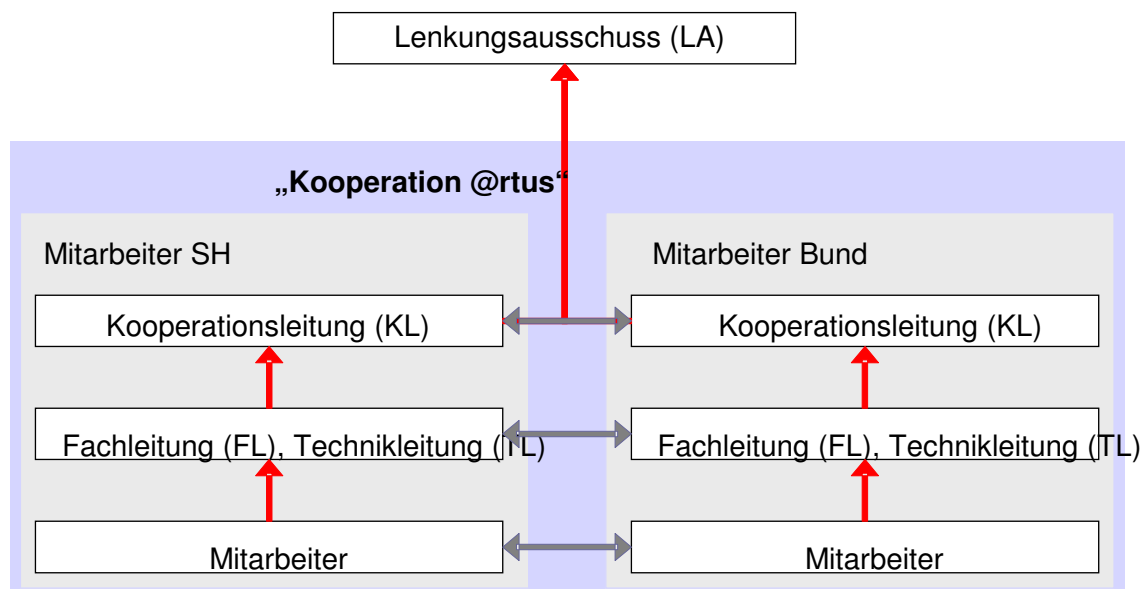 Lenkungsausschuss (LA)
„Kooperation @rtus“
Mitarbeiter SH
Mitarbeiter Bund
Kooperationsleitung (KL)
Kooperationsleitung (KL)
Fachleitung (FL), Technikleitung (TL)
Fachleitung (FL), Technikleitung (TL)
Mitarbeiter
Mitarbeiter